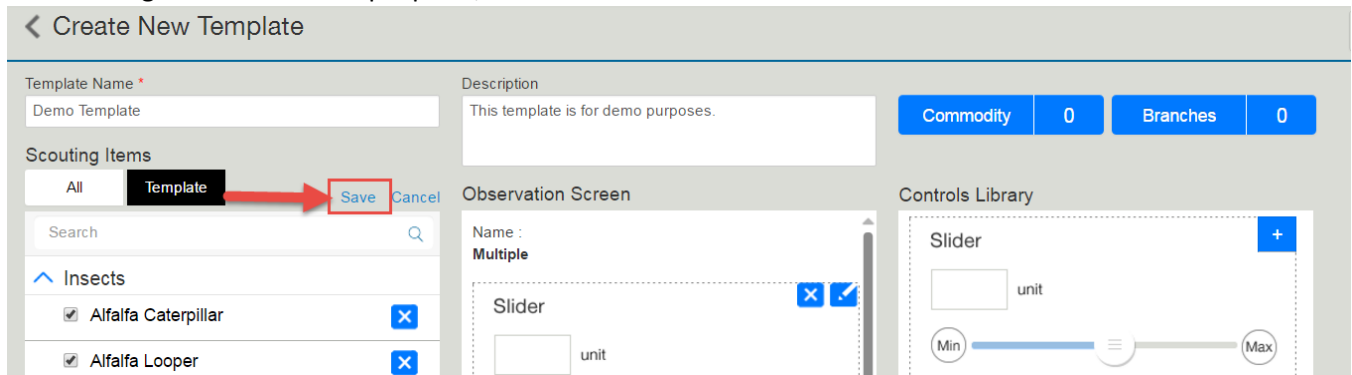 Create New Template
Template Name *
Demo Template
Description
This template is for demo purposes.
Commodity 0 Branches 0
Scouting Items
All Template Save Cancel
Search
Insects
Alfalfa Caterpillar
Alfalfa Looper
Observation Screen
Name :
Multiple
Slider
unit
Controls Library
Slider
unit
Min Max